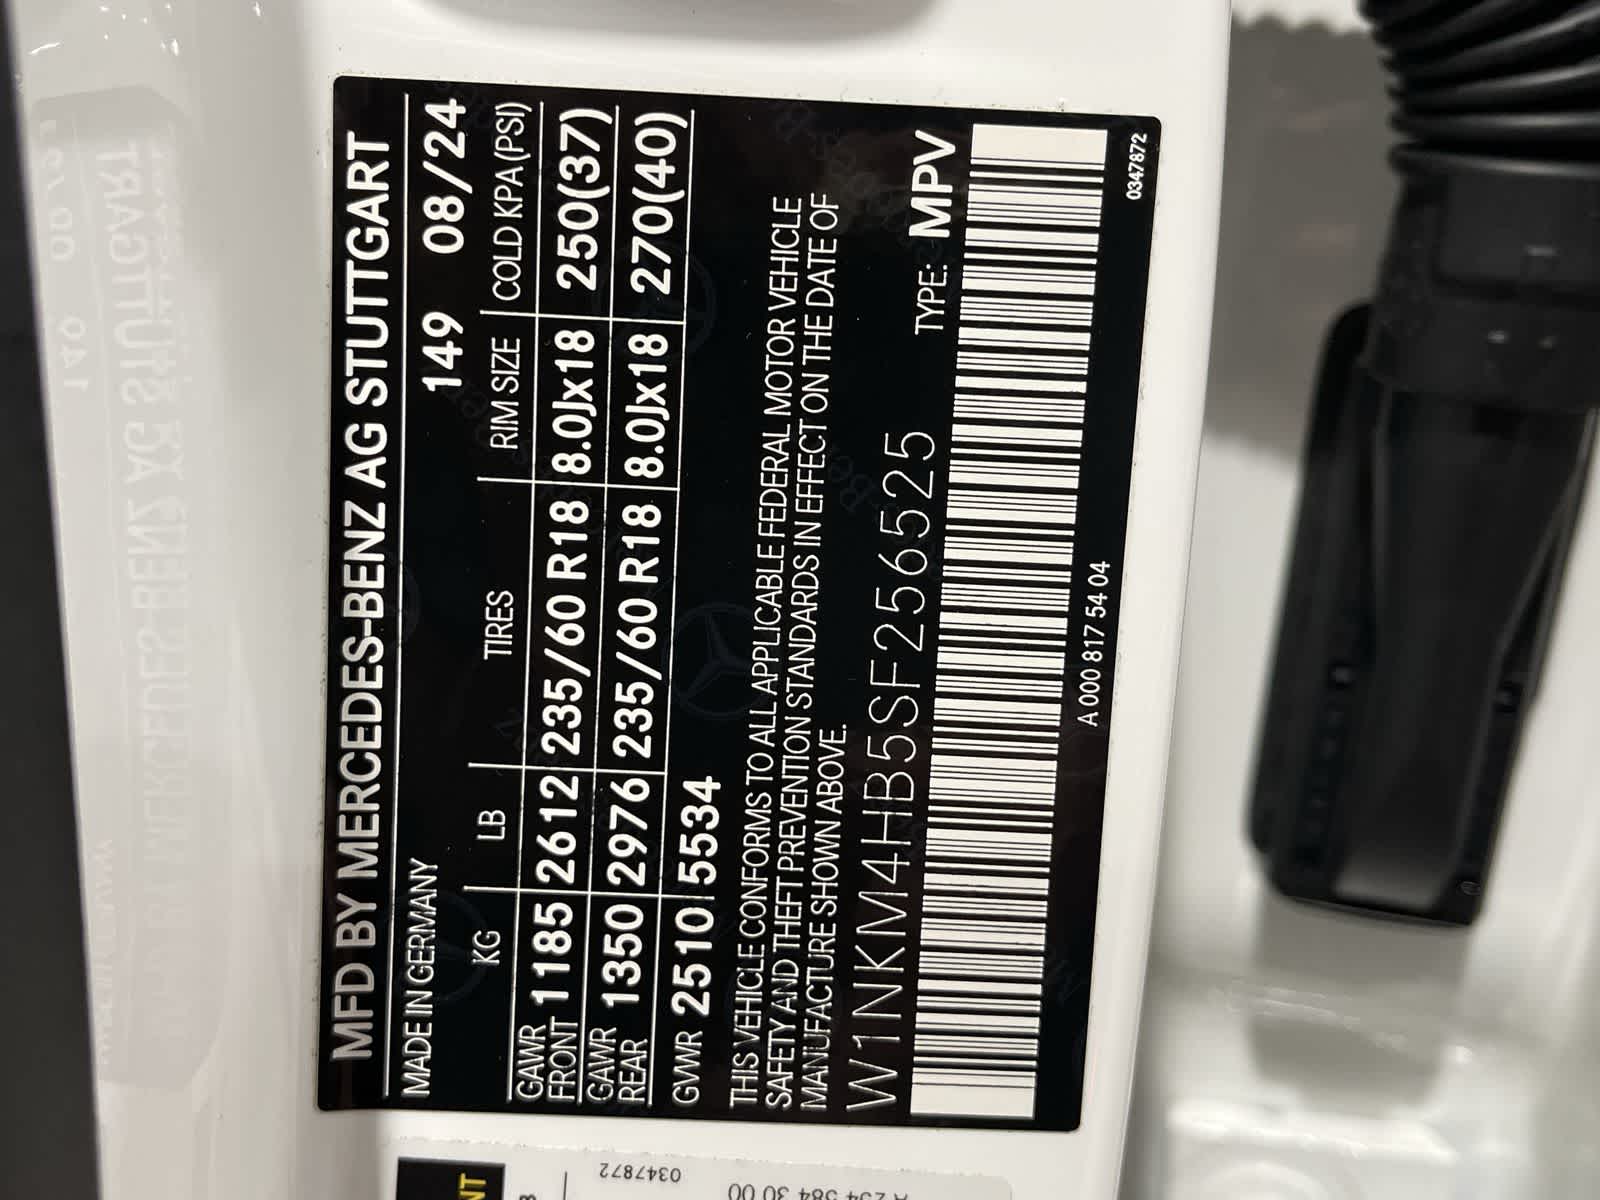 MFD BY MERCEDES-BENZ AG STUTTGART
MADE IN GERMANY 149 08/24
KG LB TIRES RIM SIZE COLD KPA(PSI)
GAWR FRONT 1185 2612 235/60 R18 8.0Jx18 250(37)
GAWR REAR 1350 2976 235/60 R18 8.0Jx18 270(40)
GVWR 2510 5534
THIS VEHICLE CONFORMS TO ALL APPLICABLE FEDERAL MOTOR VEHICLE
SAFETY AND THEFT PREVENTION STANDARDS IN EFFECT ON THE DATE OF
MANUFACTURE SHOWN ABOVE.
W1NKM4HB5SF256525 TYPE: MPV
A 000 817 54 04
0347872
0347872